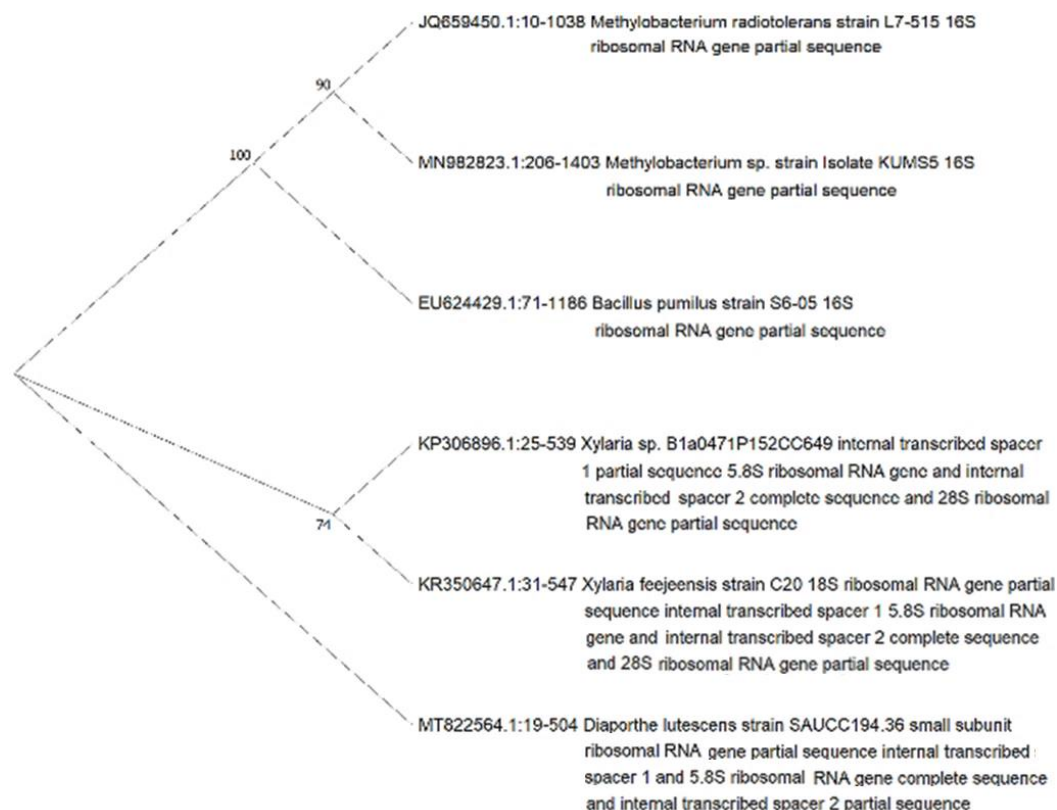 JQ659450.1:10-1038 Methylobacterium radiotolerans strain L7-515 16S
ribosomal RNA gene partial sequence
90
100
MN982823.1:206-1403 Methylobacterium sp. strain Isolate KUMS5 16S
ribosomal RNA gene partial sequence
EU624429.1:71-1186 Bacillus pumilus strain S6-05 16S
ribosomal RNA gene partial sequence
KP306896.1:25-539 Xylaria sp. B1a0471P152CC649 internal transcribed spacer
1 partial sequence 5.8S ribosomal RNA gene and internal
transcribed spacer 2 complete sequence and 28S ribosomal
RNA gene partial sequence
74
KR350647.1:31-547 Xylaria feejeensis strain C20 18S ribosomal RNA gene partial
sequence internal transcribed spacer 1 5.8S ribosomal RNA
gene and internal transcribed spacer 2 complete sequence
and 28S ribosomal RNA gene partial sequence
MT822564.1:19-504 Diaporthe lutescens strain SAUCC194.36 small subunit
ribosomal RNA gene partial sequence internal transcribed
spacer 1 and 5.8S ribosomal RNA gene complete sequence
and internal transcribed spacer 2 partial sequence